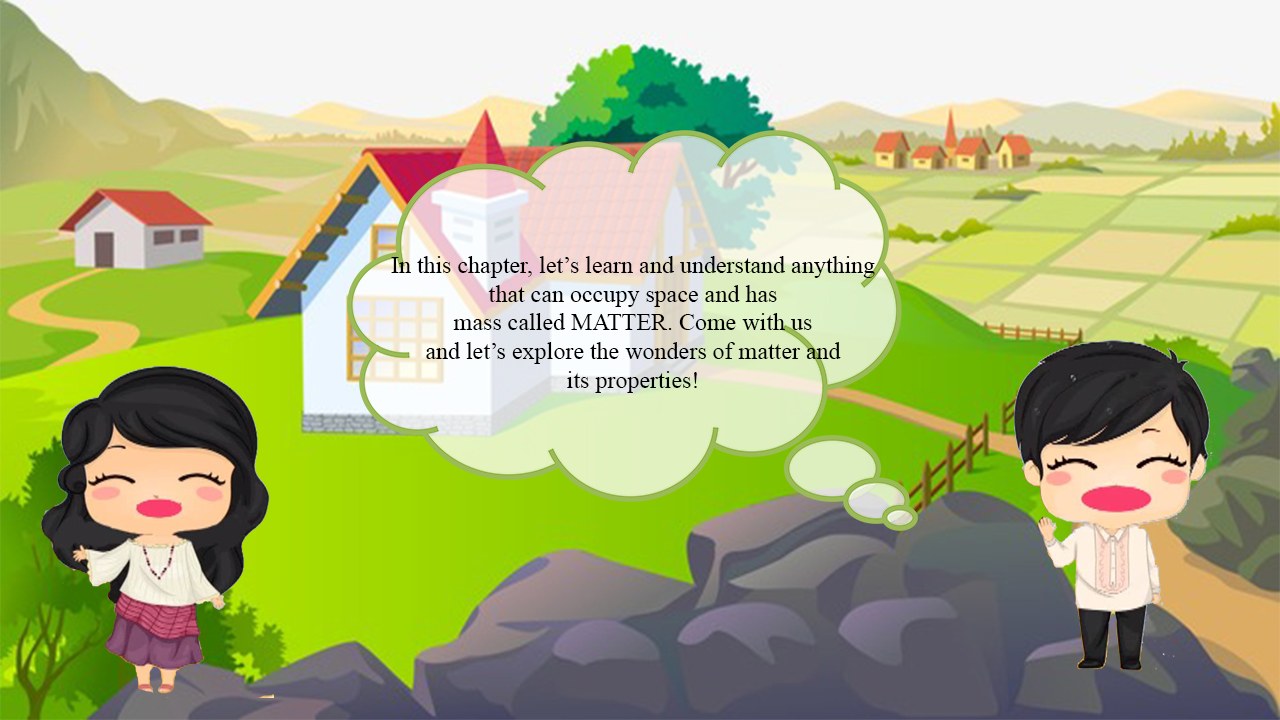 In this chapter, let’s learn and understand anything
that can occupy space and has
mass called MATTER. Come with us
and let’s explore the wonders of matter and
its properties!